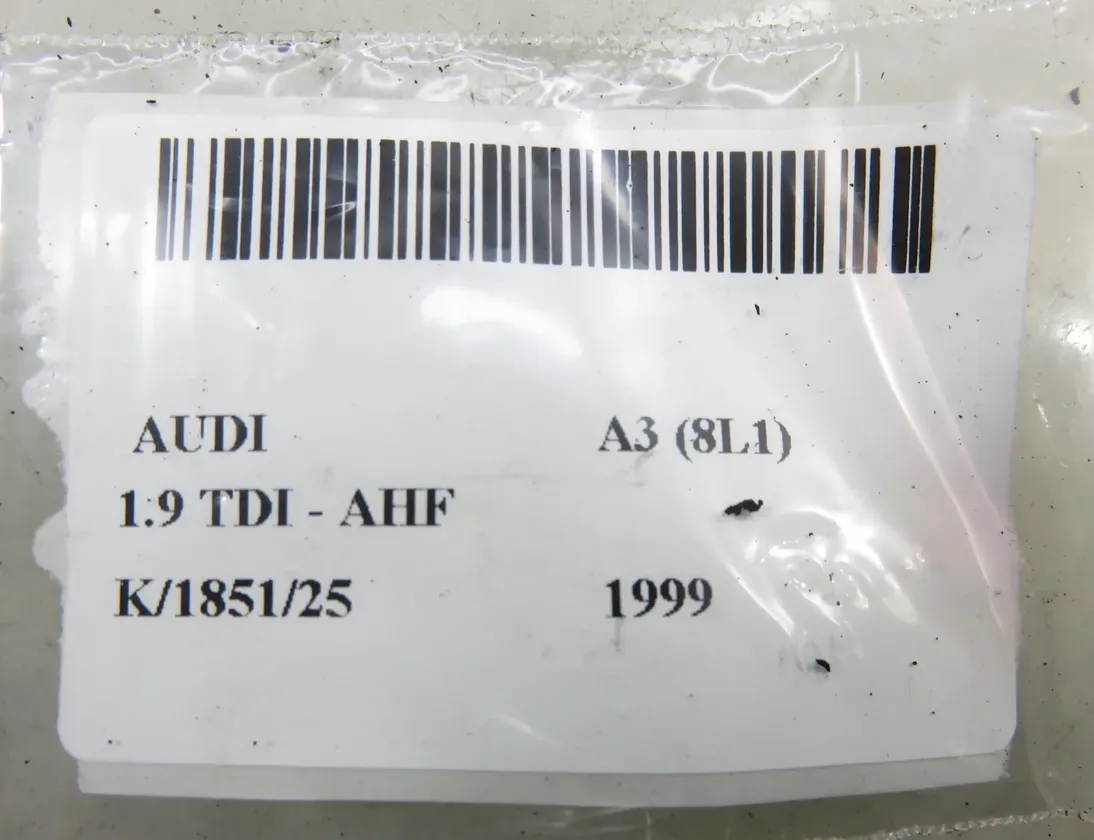 AUDI A3 (8L1)
1.9 TDI - AHF
K/1851/25 1999